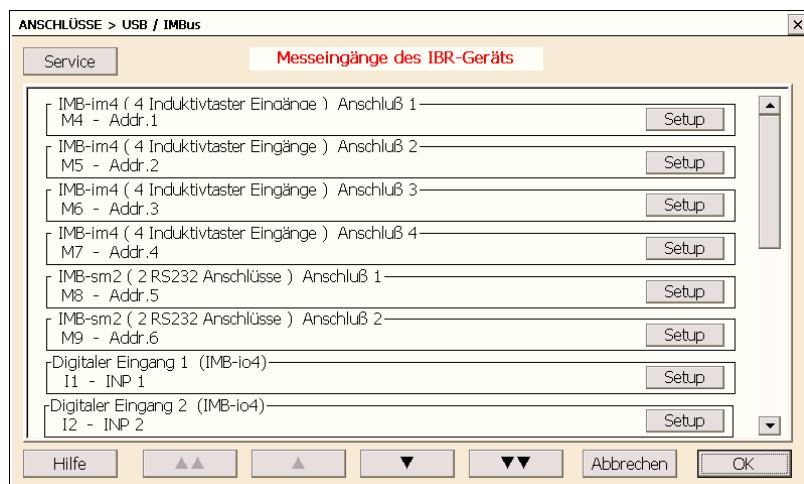 ANSCHLÜSSE > USB / IMBus
Service
Messeingänge des IBR-Geräts
IMB-im4 ( 4 Induktivtaster Eingänge ) Anschluß 1
M4 - Addr.1
Setup
IMB-im4 ( 4 Induktivtaster Eingänge ) Anschluß 2
M5 - Addr.2
Setup
IMB-im4 ( 4 Induktivtaster Eingänge ) Anschluß 3
M6 - Addr.3
Setup
IMB-im4 ( 4 Induktivtaster Eingänge ) Anschluß 4
M7 - Addr.4
Setup
IMB-sm2 ( 2 RS232 Anschlüsse ) Anschluß 1
M8 - Addr.5
Setup
IMB-sm2 ( 2 RS232 Anschlüsse ) Anschluß 2
M9 - Addr.6
Setup
Digitaler Eingang 1 (IMB-io4)
I1 - INP 1
Setup
Digitaler Eingang 2 (IMB-io4)
I2 - INP 2
Setup
Hilfe
Abbrechen
OK